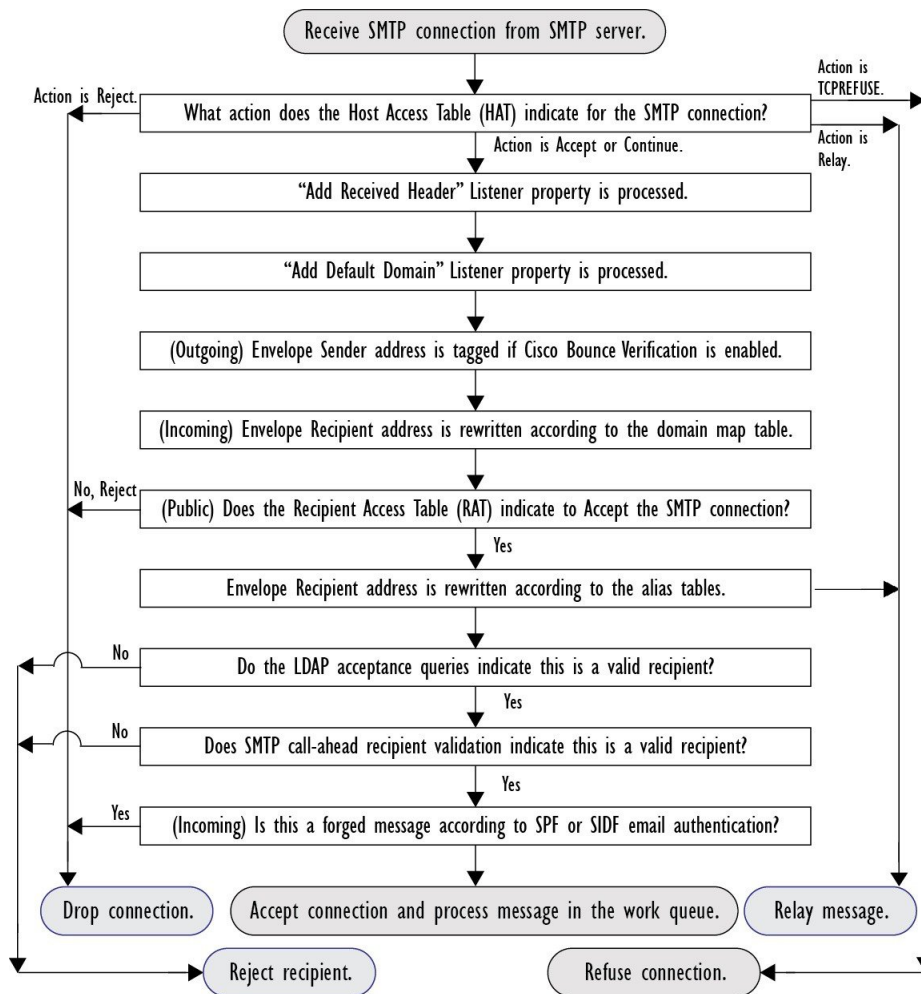 Receive SMTP connection from SMTP server.
Action is Reject.
Action is
TCPREFUSE.
What action does the Host Access Table (HAT) indicate for the SMTP connection?
Action is Accept or Continue.
Action is
Relay.
“Add Received Header” Listener property is processed.
“Add Default Domain” Listener property is processed.
(Outgoing) Envelope Sender address is tagged if Cisco Bounce Verification is enabled.
(Incoming) Envelope Recipient address is rewritten according to the domain map table.
No, Reject
(Public) Does the Recipient Access Table (RAT) indicate to Accept the SMTP connection?
Yes
Envelope Recipient address is rewritten according to the alias tables.
No
Do the LDAP acceptance queries indicate this is a valid recipient?
Yes
No
Does SMTP call-ahead recipient validation indicate this is a valid recipient?
Yes
Yes
(Incoming) Is this a forged message according to SPF or SIDF email authentication?
Drop connection.
Accept connection and process message in the work queue.
Relay message.
Reject recipient.
Refuse connection.